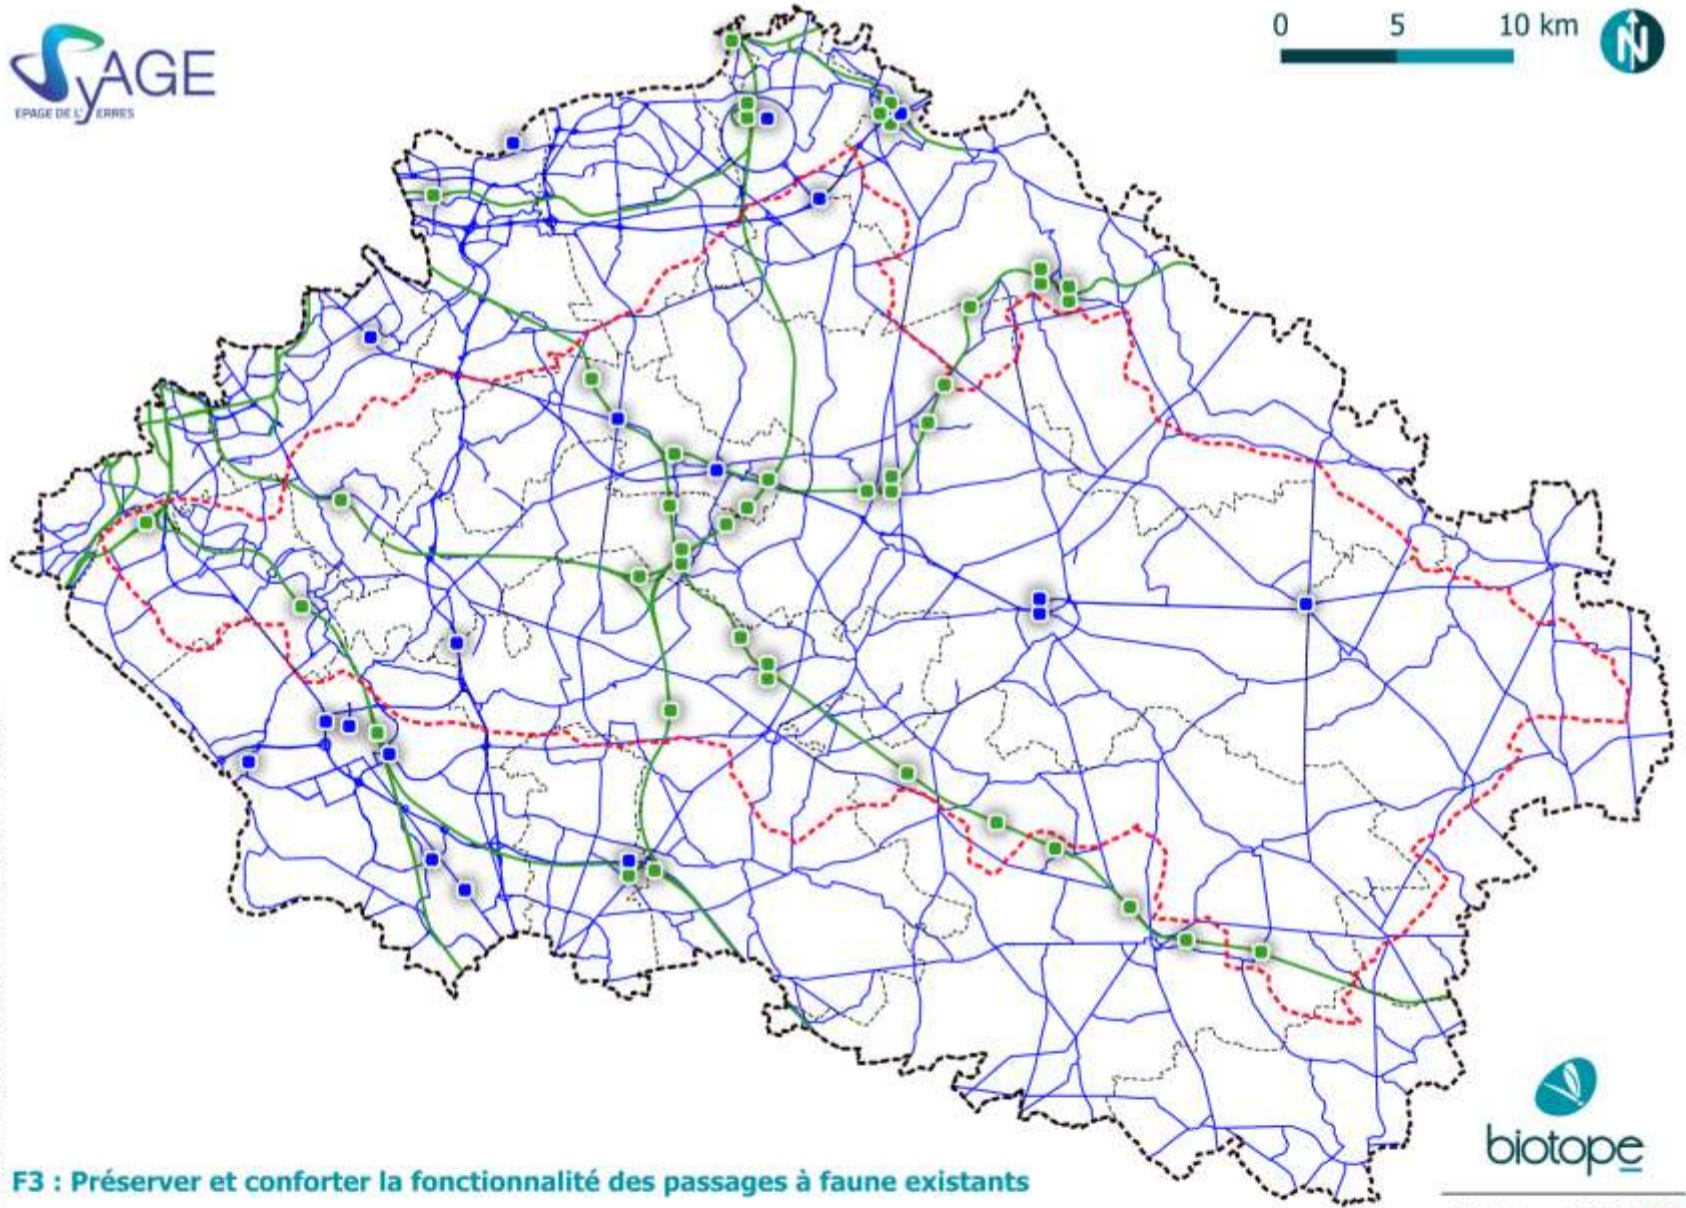 SyAGE
EPAGE DE L'YERRES
0 5 10 km
N
biotope
F3 : Préserver et conforter la fonctionnalité des passages à faune existants